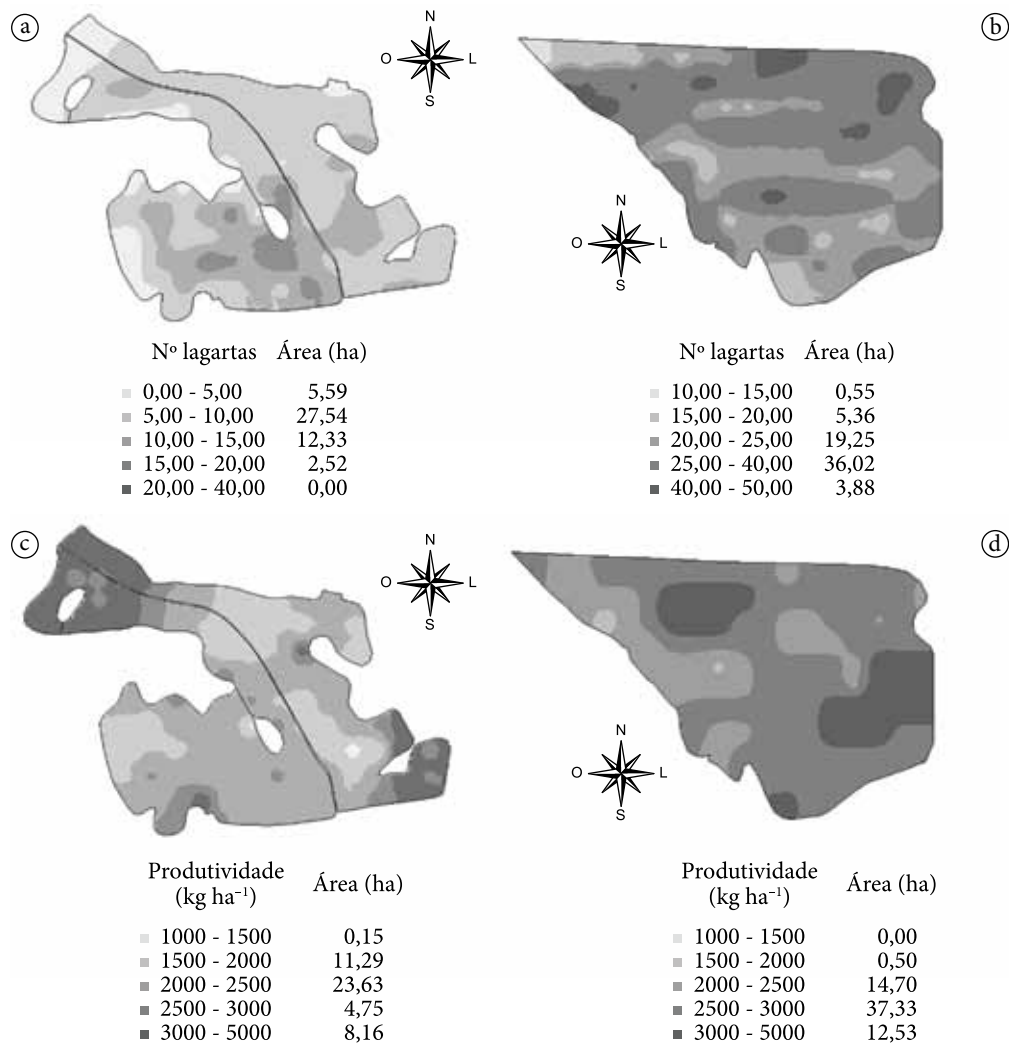 a
N
O L
S
Nº lagartas Área (ha)
0,00 - 5,00 5,59
5,00 - 10,00 27,54
10,00 - 15,00 12,33
15,00 - 20,00 2,52
20,00 - 40,00 0,00
b
N
O L
S
Nº lagartas Área (ha)
10,00 - 15,00 0,55
15,00 - 20,00 5,36
20,00 - 25,00 19,25
25,00 - 40,00 36,02
40,00 - 50,00 3,88
c
N
O L
S
Produtividade
(kg ha⁻¹) Área (ha)
1000 - 1500 0,15
1500 - 2000 11,29
2000 - 2500 23,63
2500 - 3000 4,75
3000 - 5000 8,16
d
N
O L
S
Produtividade
(kg ha⁻¹) Área (ha)
1000 - 1500 0,00
1500 - 2000 0,50
2000 - 2500 14,70
2500 - 3000 37,33
3000 - 5000 12,53